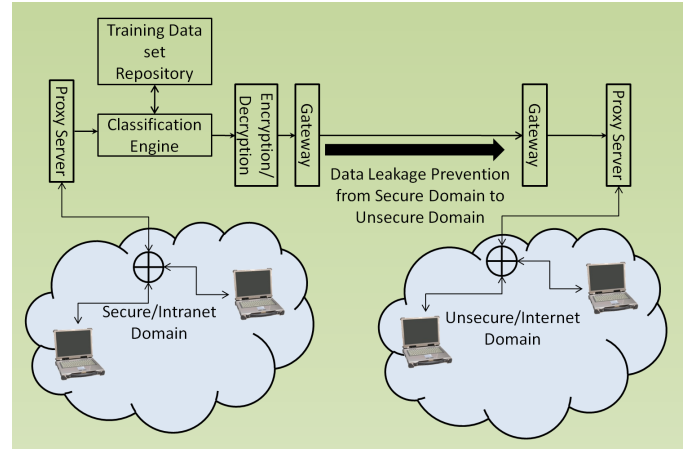 Training Data
set
Repository
Proxy Server
Classification
Engine
Encryption/
Decryption
Gateway
Gateway
Proxy Server
Data Leakage Prevention
from Secure Domain to
Unsecure Domain
Secure/Intranet
Domain
Unsecure/Internet
Domain